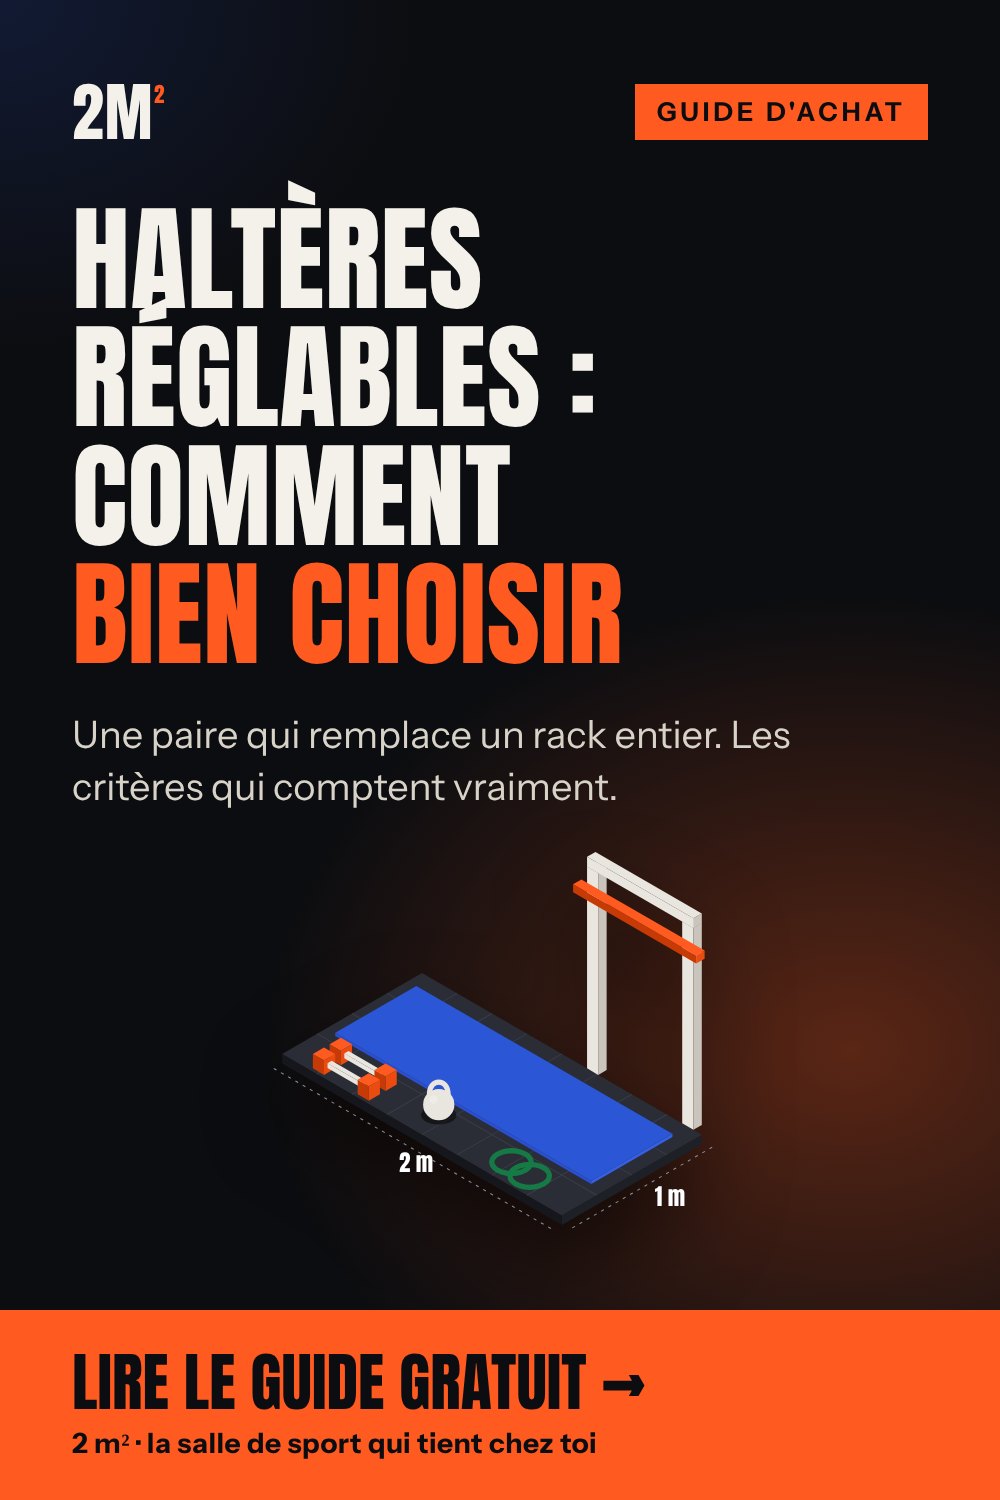 2M²
GUIDE D'ACHAT
HALTÈRES
RÉGLABLES :
COMMENT
BIEN CHOISIR
Une paire qui remplace un rack entier. Les
critères qui comptent vraiment.
2 m
1 m
LIRE LE GUIDE GRATUIT →
2 m² · la salle de sport qui tient chez toi